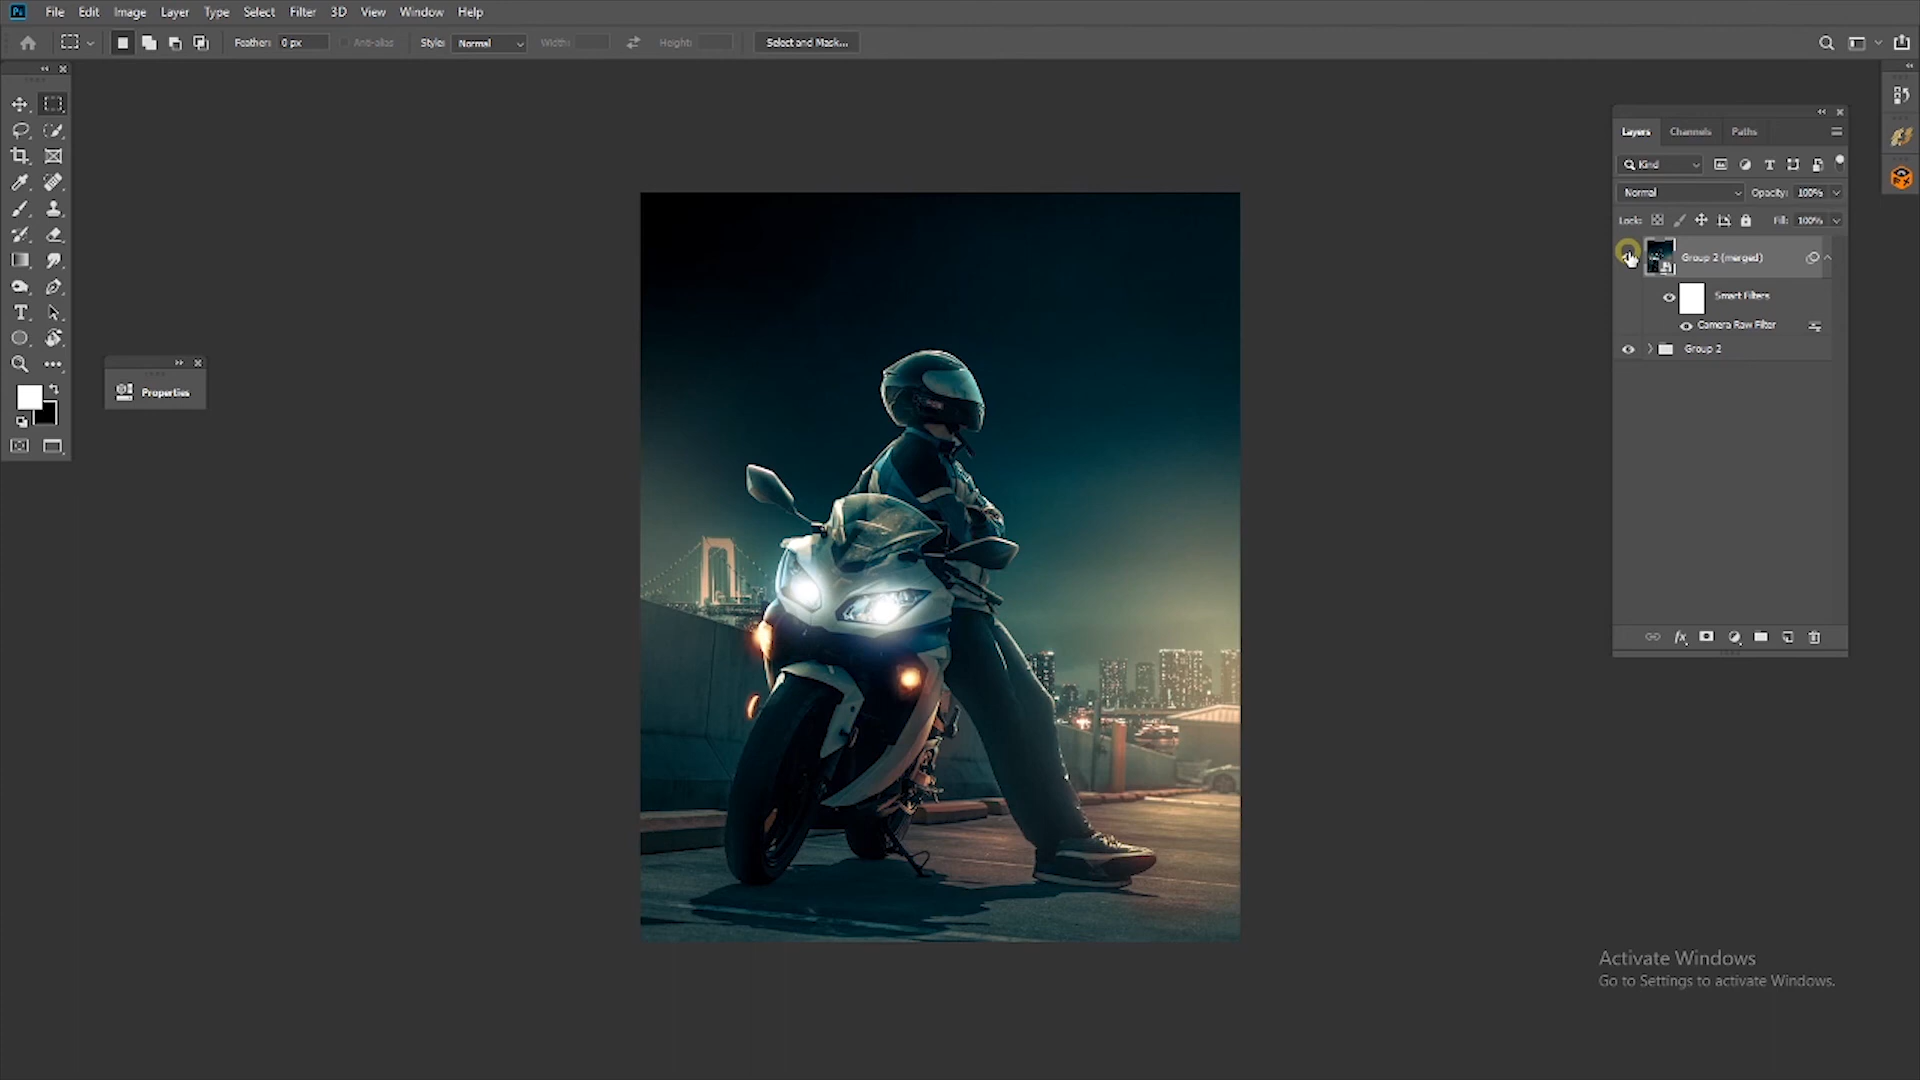 Ps File Edit Image Layer Type Select Filter 3D View Window Help
Feather: 0 px Anti-alias Style: Normal Width: Height: Select and Mask...
Layers Channels Paths
Kind
Normal Opacity: 100%
Lock: Fill: 100%
Group 2 (merged)
Smart Filters
Camera Raw Filter
Group 2
Properties
Activate Windows
Go to Settings to activate Windows.